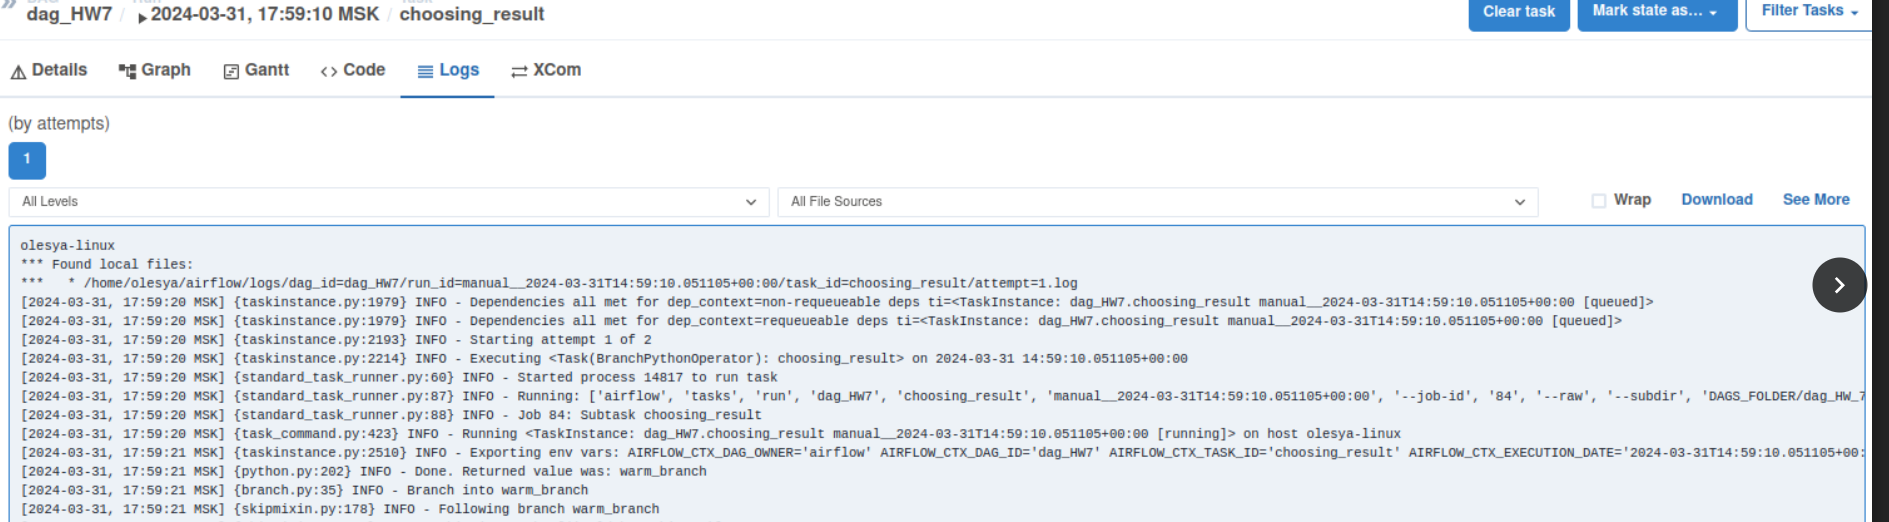 dag_HW7 / ▶ 2024-03-31, 17:59:10 MSK / choosing_result
Clear task
Mark state as...
Filter Tasks
Details
Graph
Gantt
Code
Logs
XCom
(by attempts)
1
All Levels
All File Sources
Wrap
Download
See More
olesya-linux
*** Found local files:
***   * /home/olesya/airflow/logs/dag_id=dag_HW7/run_id=manual__2024-03-31T14:59:10.051105+00:00/task_id=choosing_result/attempt=1.log
[2024-03-31, 17:59:20 MSK] {taskinstance.py:1979} INFO - Dependencies all met for dep_context=non-requeueable deps ti=<TaskInstance: dag_HW7.choosing_result manual__2024-03-31T14:59:10.051105+00:00 [queued]>
[2024-03-31, 17:59:20 MSK] {taskinstance.py:1979} INFO - Dependencies all met for dep_context=requeueable deps ti=<TaskInstance: dag_HW7.choosing_result manual__2024-03-31T14:59:10.051105+00:00 [queued]>
[2024-03-31, 17:59:20 MSK] {taskinstance.py:2193} INFO - Starting attempt 1 of 2
[2024-03-31, 17:59:20 MSK] {taskinstance.py:2214} INFO - Executing <Task(BranchPythonOperator): choosing_result> on 2024-03-31 14:59:10.051105+00:00
[2024-03-31, 17:59:20 MSK] {standard_task_runner.py:60} INFO - Started process 14817 to run task
[2024-03-31, 17:59:20 MSK] {standard_task_runner.py:87} INFO - Running: ['airflow', 'tasks', 'run', 'dag_HW7', 'choosing_result', 'manual__2024-03-31T14:59:10.051105+00:00', '--job-id', '84', '--raw', '--subdir', 'DAGS_FOLDER/dag_HW_7
[2024-03-31, 17:59:20 MSK] {standard_task_runner.py:88} INFO - Job 84: Subtask choosing_result
[2024-03-31, 17:59:20 MSK] {task_command.py:423} INFO - Running <TaskInstance: dag_HW7.choosing_result manual__2024-03-31T14:59:10.051105+00:00 [running]> on host olesya-linux
[2024-03-31, 17:59:21 MSK] {taskinstance.py:2510} INFO - Exporting env vars: AIRFLOW_CTX_DAG_OWNER='airflow' AIRFLOW_CTX_DAG_ID='dag_HW7' AIRFLOW_CTX_TASK_ID='choosing_result' AIRFLOW_CTX_EXECUTION_DATE='2024-03-31T14:59:10.051105+00:
[2024-03-31, 17:59:21 MSK] {python.py:202} INFO - Done. Returned value was: warm_branch
[2024-03-31, 17:59:21 MSK] {branch.py:35} INFO - Branch into warm_branch
[2024-03-31, 17:59:21 MSK] {skipmixin.py:178} INFO - Following branch warm_branch